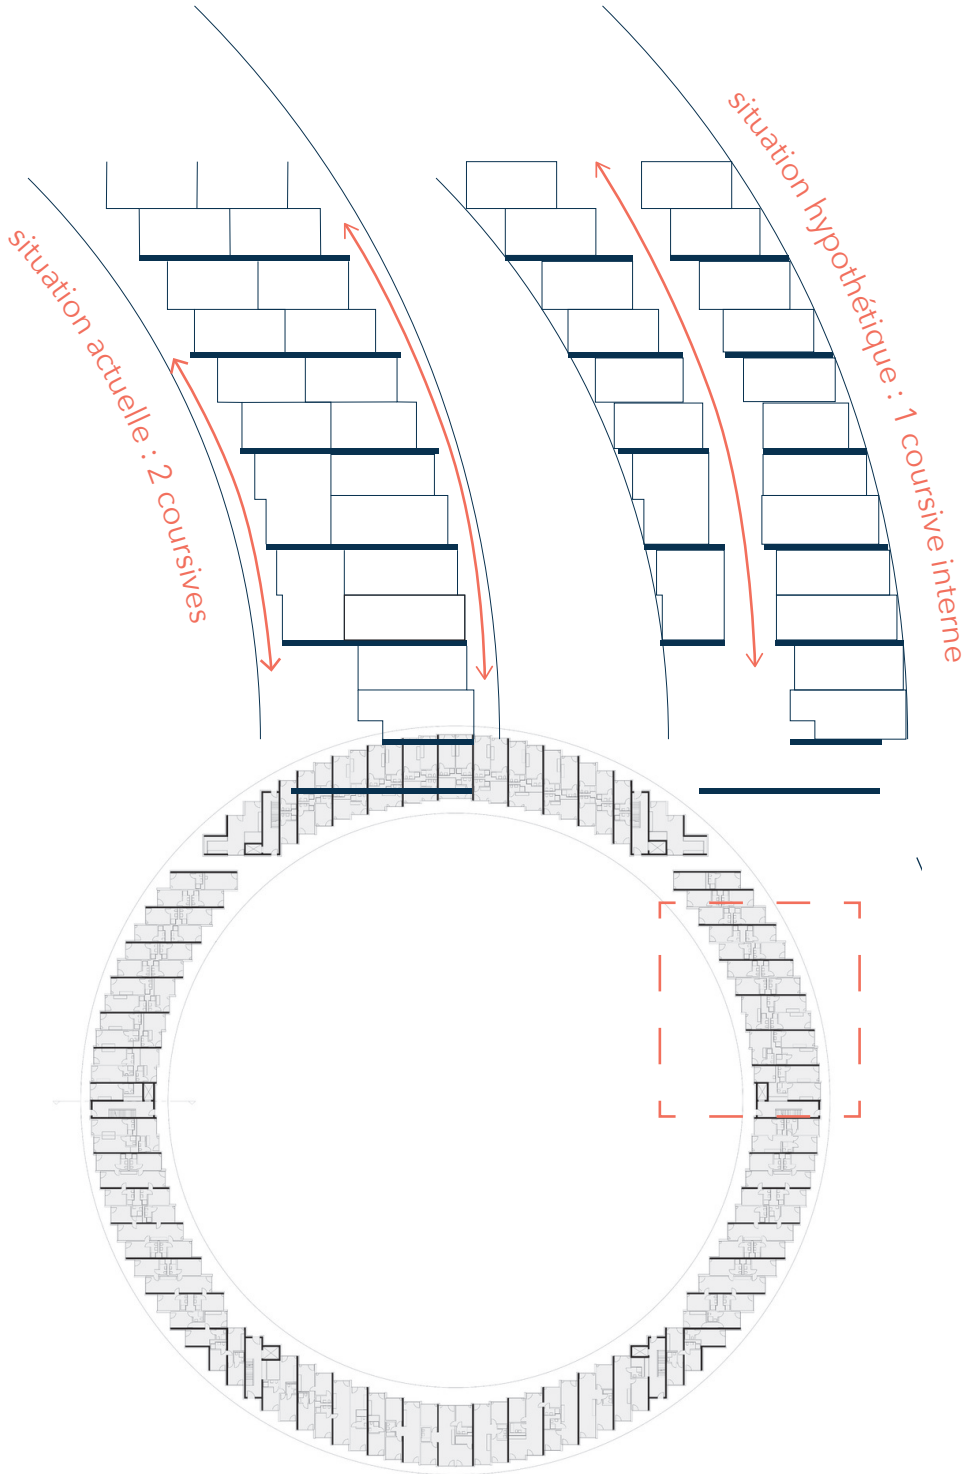 situation actuelle : 2 coursives
situation hypothétique : 1 coursive interne